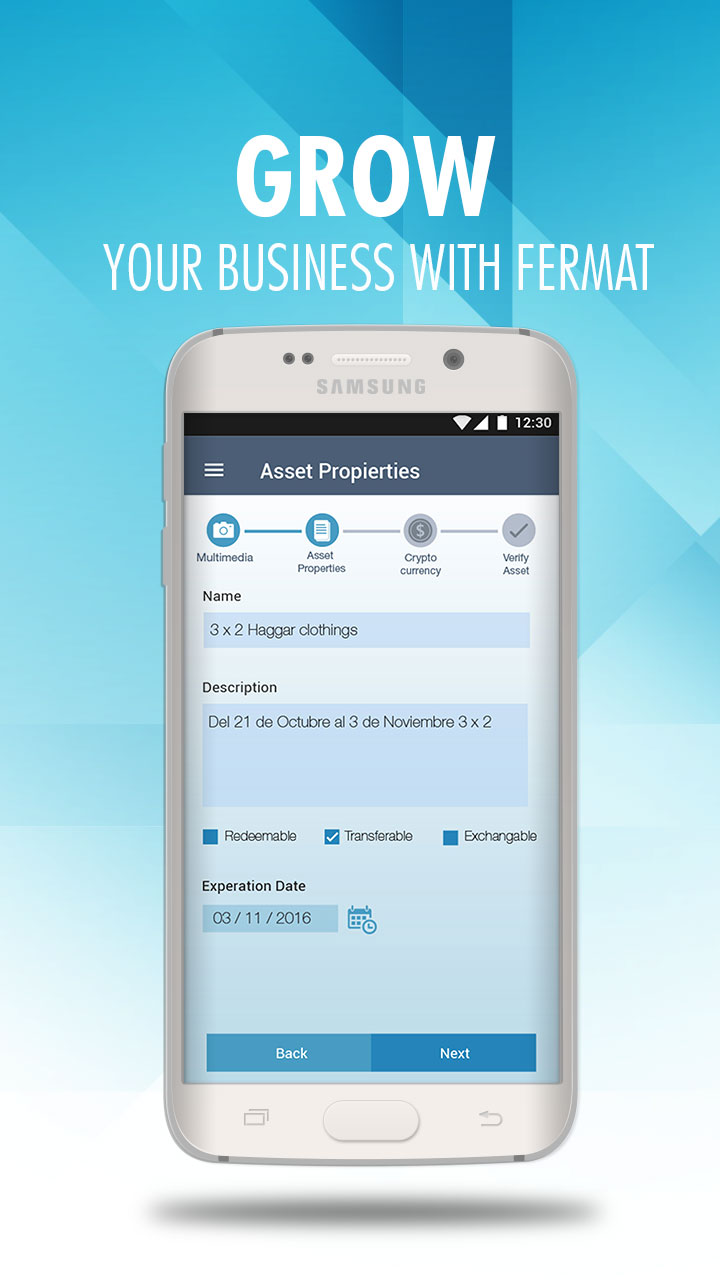 GROW
YOUR BUSINESS WITH FERMAT
SAMSUNG
12:30
Asset Propierties
Multimedia
Asset
Properties
Crypto
currency
Verify
Asset
Name
3 x 2 Haggar clothings
Description
Del 21 de Octubre al 3 de Noviembre 3 x 2
Redeemable Transferable Exchangable
Experation Date
03 / 11 / 2016
Back Next